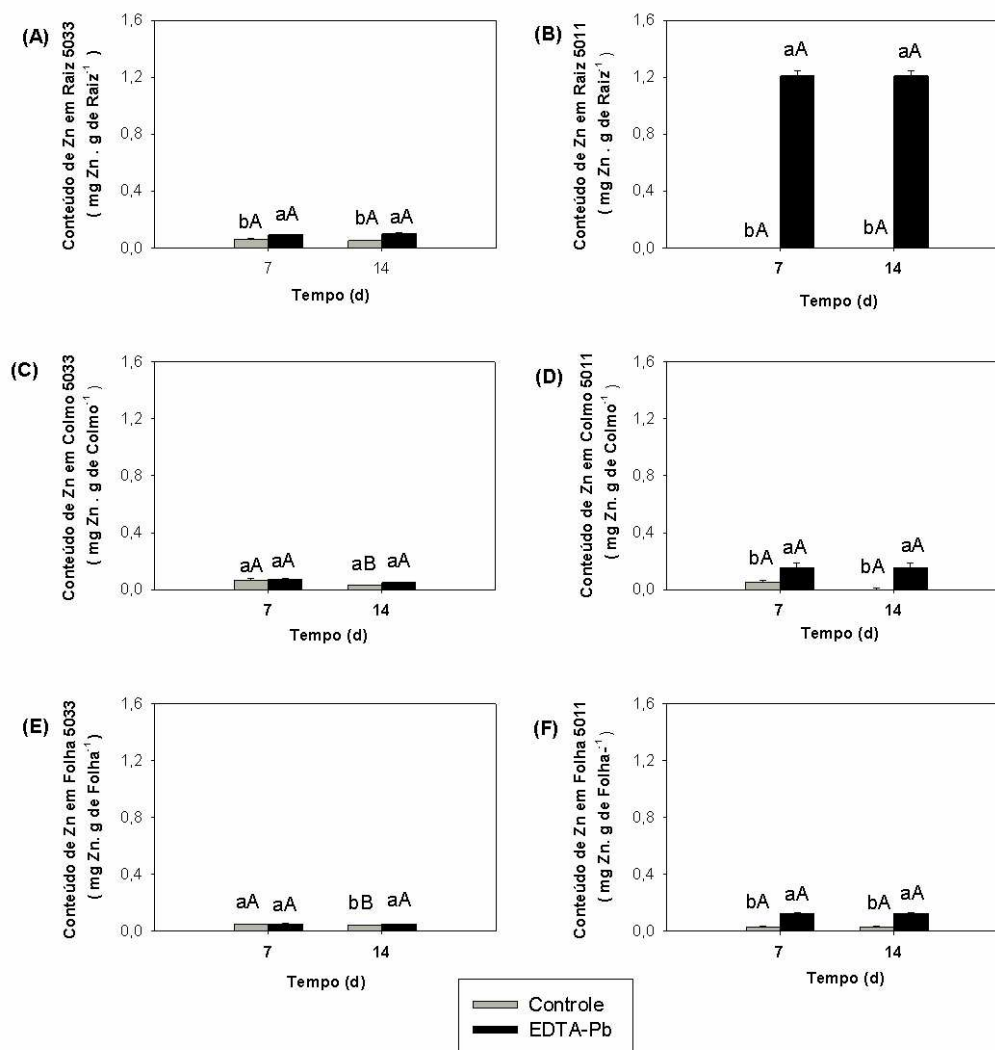 (A)
Conteúdo de Zn em Raiz 5033
( mg Zn . g de Raiz-1 )
1,6
1,2
0,8
0,4
0,0
bA aA bA aA
7 14
Tempo (d)
(B)
Conteúdo de Zn em Raiz 5011
( mg Zn . g de Raiz-1 )
1,6
1,2
0,8
0,4
0,0
bA aA bA aA
7 14
Tempo (d)
(C)
Conteúdo de Zn em Colmo 5033
( mg Zn . g de Colmo-1 )
1,6
1,2
0,8
0,4
0,0
aA aA aB aA
7 14
Tempo (d)
(D)
Conteúdo de Zn em Colmo 5011
( mg Zn. g de Colmo-1 )
1,6
1,2
0,8
0,4
0,0
bA aA bA aA
7 14
Tempo (d)
(E)
Conteúdo de Zn em Folha 5033
( mg Zn. g de Folha-1 )
1,6
1,2
0,8
0,4
0,0
aA aA bB aA
7 14
Tempo (d)
(F)
Conteúdo de Zn em Folha 5011
( mg Zn. g de Folha-1 )
1,6
1,2
0,8
0,4
0,0
bA aA bA aA
7 14
Tempo (d)
Controle
EDTA-Pb